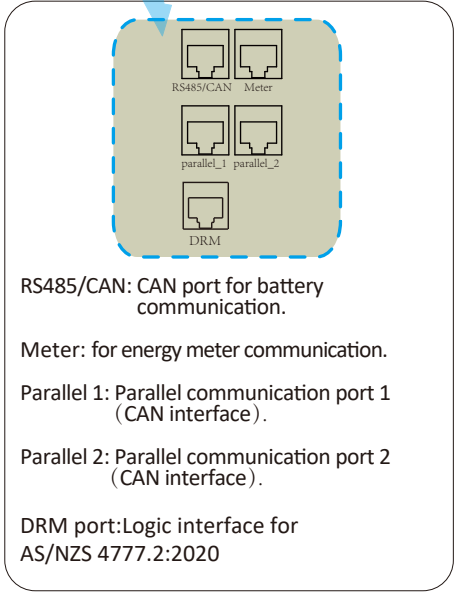 RS485/CAN Meter
parallel_1 parallel_2
DRM
RS485/CAN: CAN port for battery
communication.
Meter: for energy meter communication.
Parallel 1: Parallel communication port 1
（CAN interface）.
Parallel 2: Parallel communication port 2
（CAN interface）.
DRM port:Logic interface for
AS/NZS 4777.2:2020